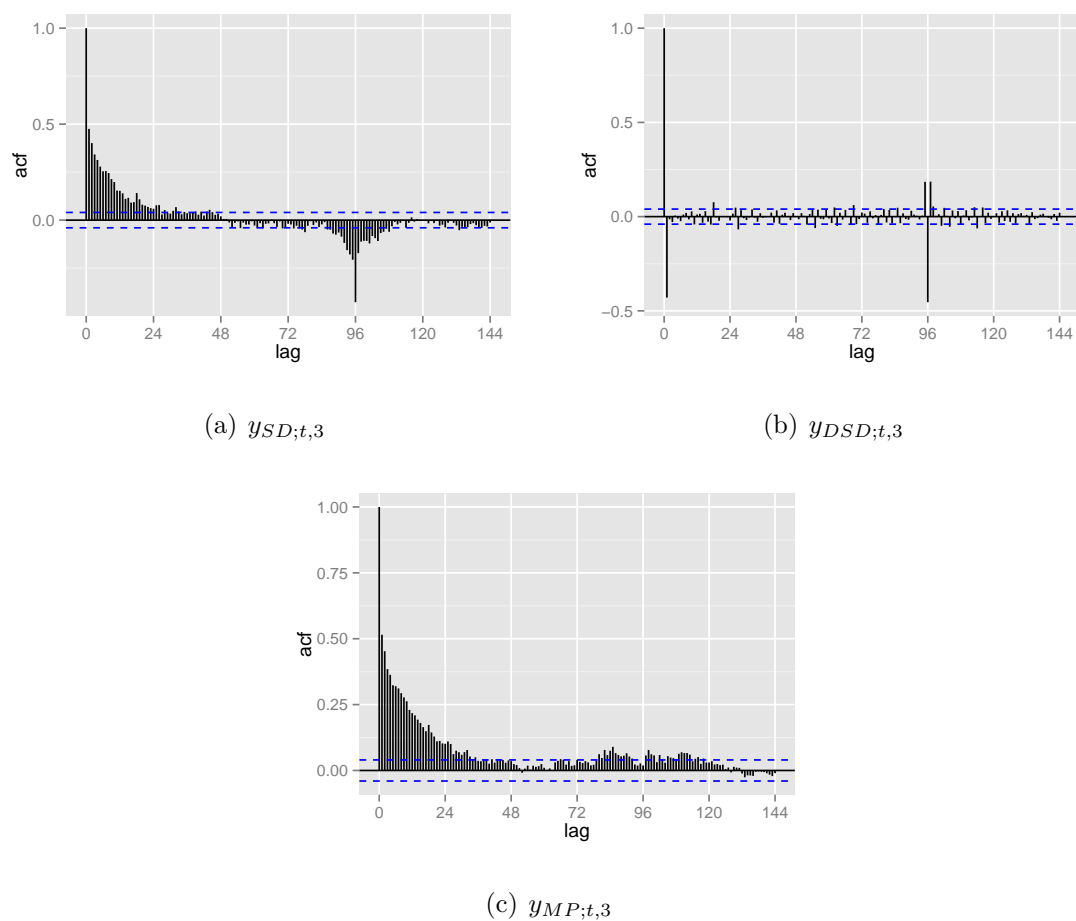 1.0
0.5
0.0
acf
0 24 48 72 96 120 144
lag
(a) y_{SD;t,3}
1.0
0.5
0.0
−0.5
acf
0 24 48 72 96 120 144
lag
(b) y_{DSD;t,3}
1.00
0.75
0.50
0.25
0.00
acf
0 24 48 72 96 120 144
lag
(c) y_{MP;t,3}